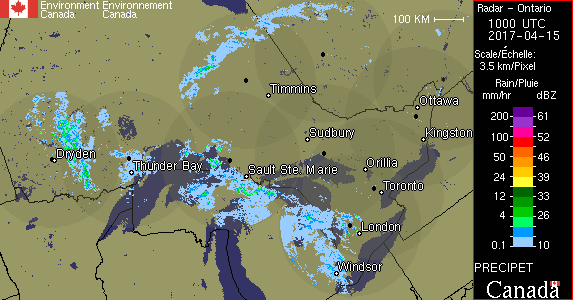 Environment Environnement
Canada Canada
100 KM
Timmins
Ottawa
Sudbury
Kingston
Dryden
Thunder Bay
Sault Ste. Marie
Orillia
Toronto
London
Windsor
Radar - Ontario
1000 UTC
2017-04-15
Scale/Échelle:
3.5 km/Pixel
Rain/Pluie
mm/hr dBZ
200 61
100 52
50 46
24 39
12 33
4 26
0.1 10
PRECIPET
Canada